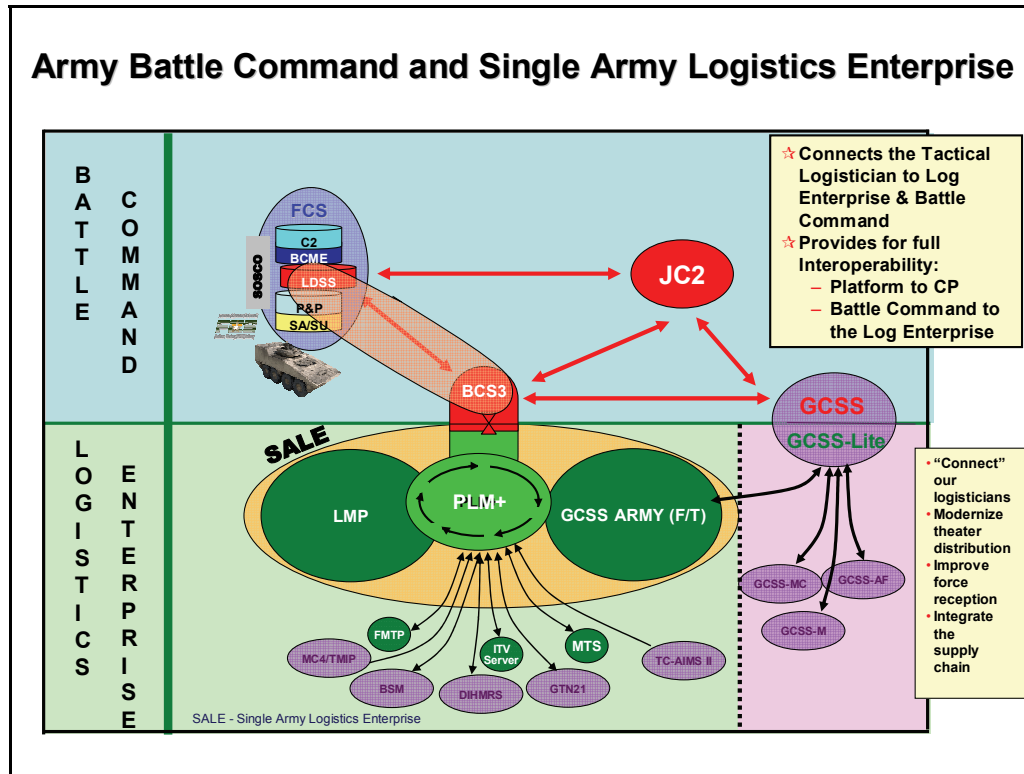 Army Battle Command and Single Army Logistics Enterprise
BATTLE
COMMAND
☆ Connects the Tactical
Logistician to Log
Enterprise & Battle
Command
☆ Provides for full
Interoperability:
– Platform to CP
– Battle Command to
the Log Enterprise
FCS
C2
BCME
LDSS
P&P
SA/SU
SOSCO
JC2
BCS3
GCSS
GCSS-Lite
LOGISTICS
ENTERPRISE
SALE
LMP
PLM+
GCSS ARMY (F/T)
• "Connect"
our
logisticians
• Modernize
theater
distribution
• Improve
force
reception
• Integrate
the
supply
chain
GCSS-MC
GCSS-AF
GCSS-M
FMTP
ITV
Server
MTS
MC4/TMIP
BSM
DIHMRS
GTN21
TC-AIMS II
SALE - Single Army Logistics Enterprise